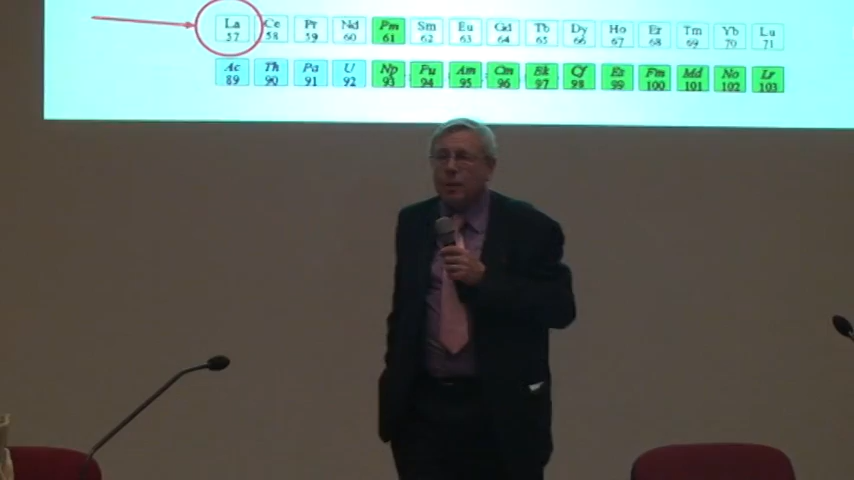 La Ce Pr Nd Pm Sm Eu Gd Tb Dy Ho Er Tm Yb Lu
57 58 59 60 61 62 63 64 65 66 67 68 69 70 71
Ac Th Pa U Np Pu Am Cm Bk Cf Es Fm Md No Lr
89 90 91 92 93 94 95 96 97 98 99 100 101 102 103